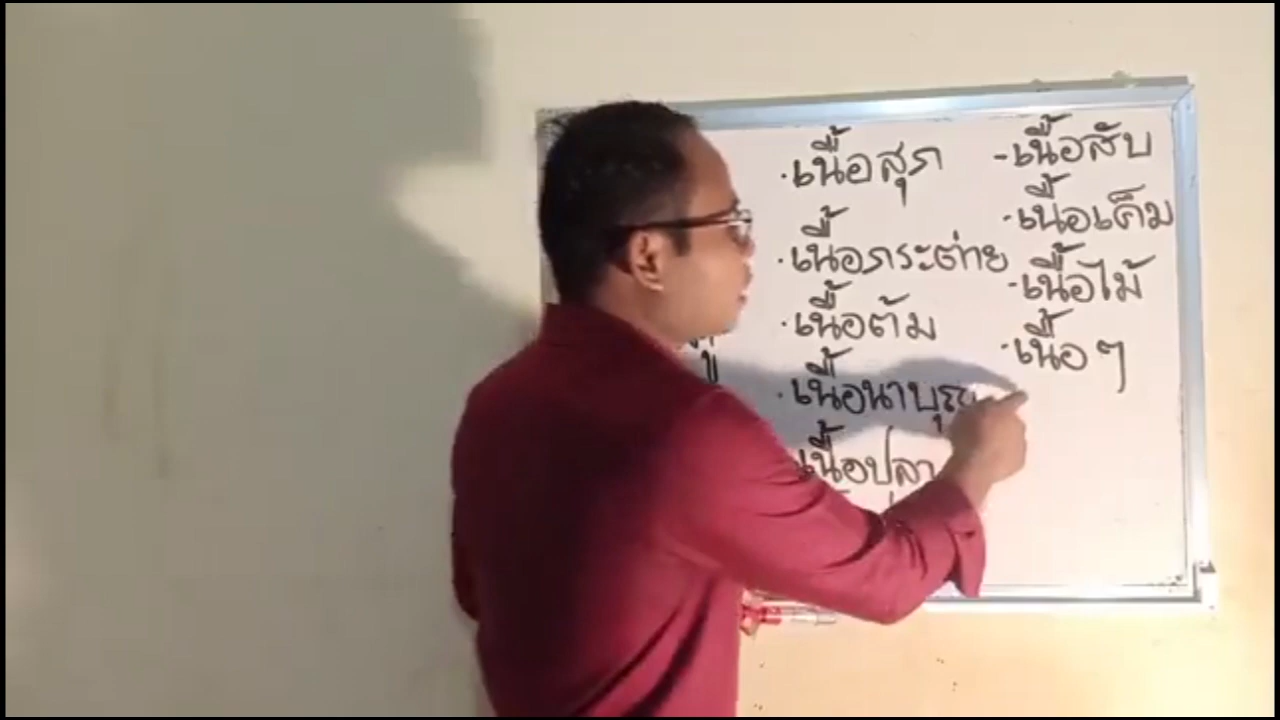 ·เนื้อสุก
·เนื้อกระต่าย
·เนื้อต้ม
·เนื้อนาบุญ
เนื้อปลา
-เนื้อสับ
·เนื้อเค็ม
-เนื้อไม้
·เนื้อๆ